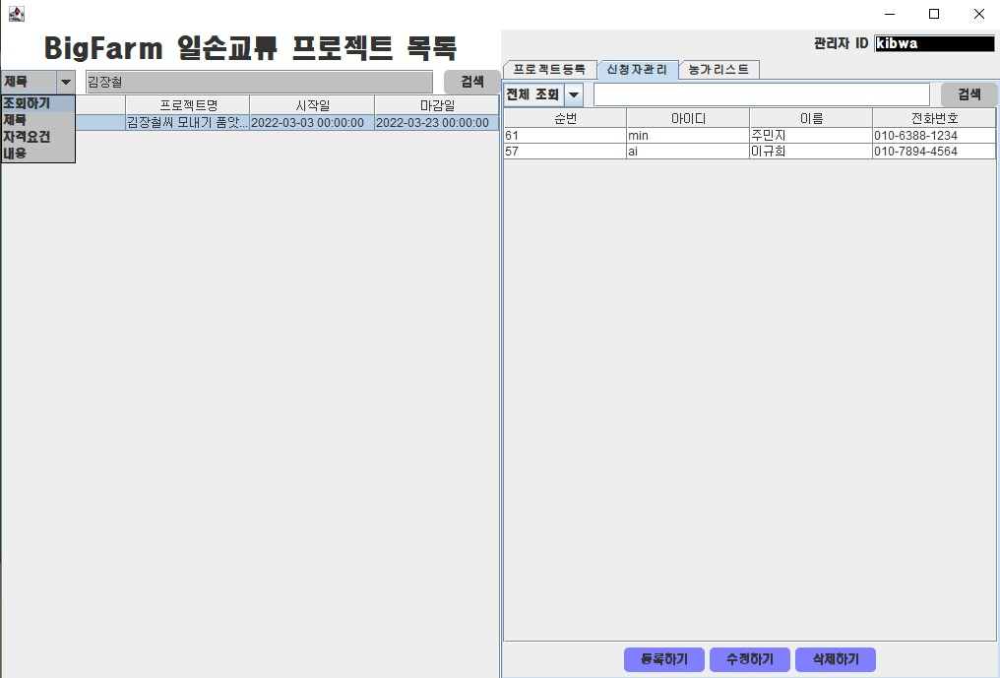 BigFarm 일손교류 프로젝트 목록
관리자 ID kibwa
프로젝트등록 신청자관리 농가리스트
제목 김장철 검색
조회하기
제목
자격요건
내용
프로젝트명 시작일 마감일
김장철씨 모내기 품앗... 2022-03-03 00:00:00 2022-03-23 00:00:00
전체 조회 검색
순번 아이디 이름 전화번호
61 min 주민지 010-6388-1234
57 ai 이규희 010-7894-4564
등록하기 수정하기 삭제하기